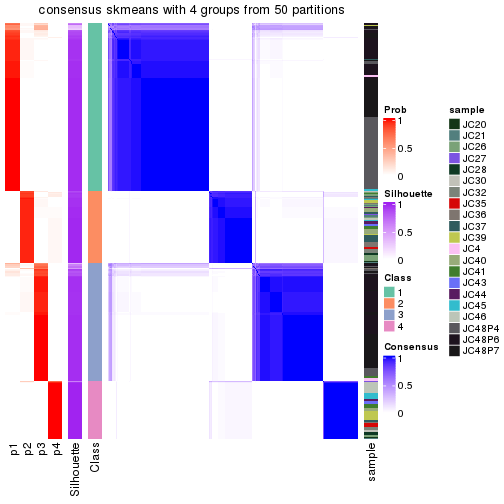 consensus skmeans with 4 groups from 50 partitions
p1
p2
p3
p4
Silhouette
Class
sample
Prob
1
0.5
0
Silhouette
1
0.5
0
Class
1
2
3
4
Consensus
1
0.5
0
sample
JC20
JC21
JC26
JC27
JC28
JC30
JC32
JC35
JC36
JC37
JC39
JC4
JC40
JC41
JC43
JC44
JC45
JC46
JC48P4
JC48P6
JC48P7